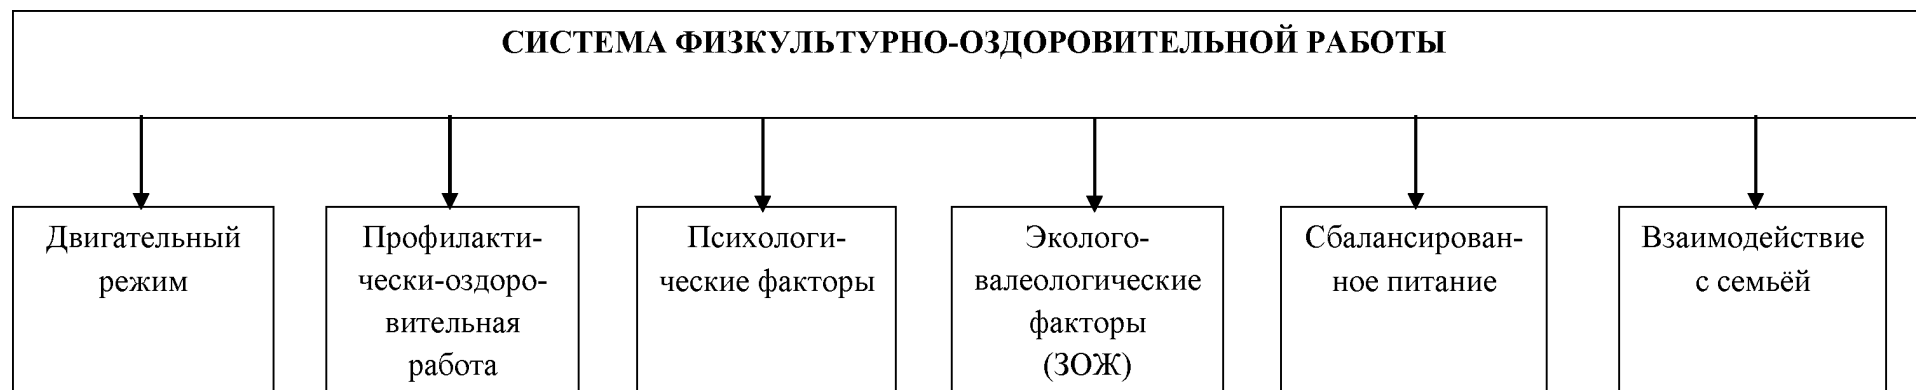 СИСТЕМА ФИЗКУЛЬТУРНО-ОЗДОРОВИТЕЛЬНОЙ РАБОТЫ
Двигательный
режим
Профилакти-
чески-оздоро-
вительная
работа
Психологи-
ческие факторы
Эколого-
валеологические
факторы
(ЗОЖ)
Сбалансирован-
ное питание
Взаимодействие
с семьёй